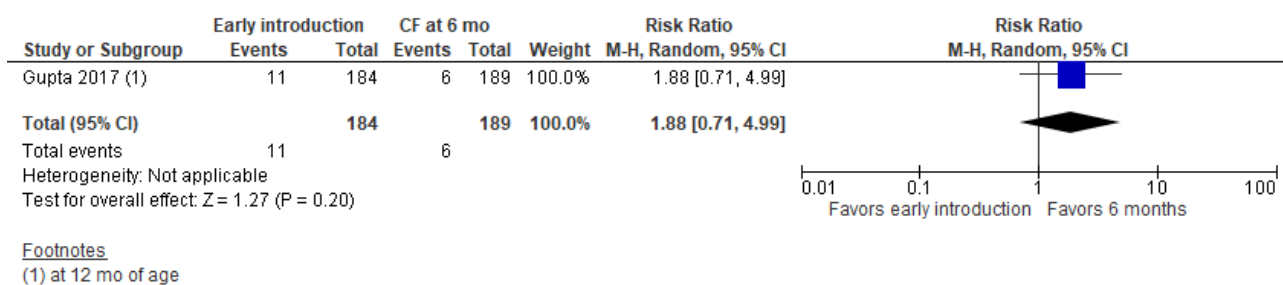 Early introduction CF at 6 mo Risk Ratio Risk Ratio
Study or Subgroup Events Total Events Total Weight M-H, Random, 95% CI M-H, Random, 95% CI
Gupta 2017 (1) 11 184 6 189 100.0% 1.88 [0.71, 4.99]
Total (95% CI) 184 189 100.0% 1.88 [0.71, 4.99]
Total events 11 6
Heterogeneity: Not applicable
Test for overall effect: Z = 1.27 (P = 0.20)
0.01 0.1 1 10 100
Favors early introduction Favors 6 months
Footnotes
(1) at 12 mo of age